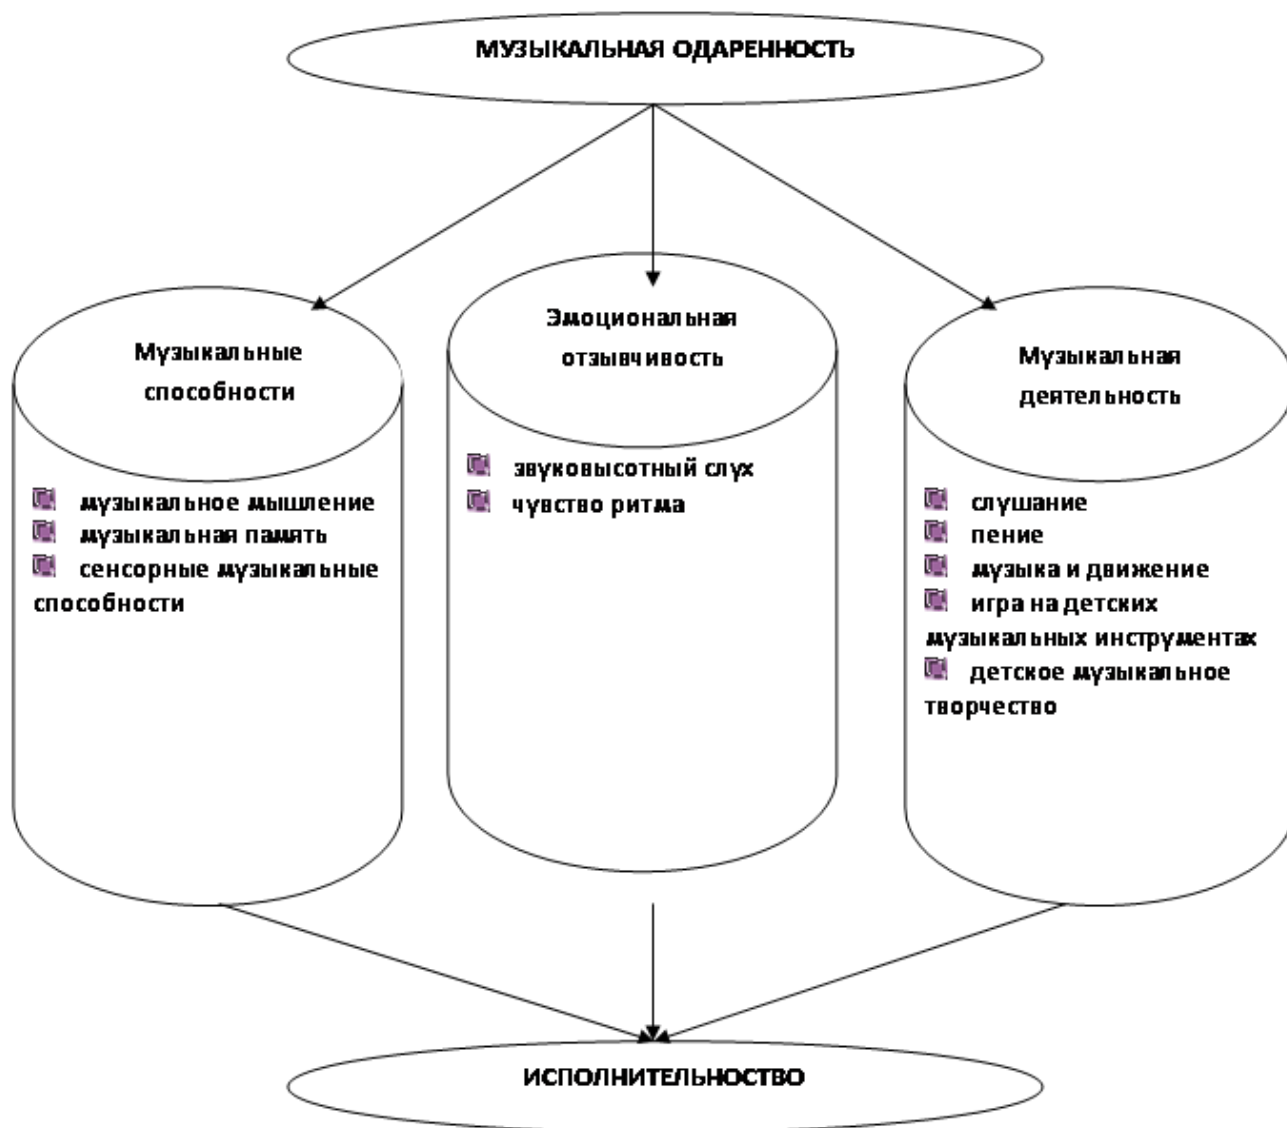 МУЗЫКАЛЬНАЯ ОДАРЕННОСТЬ
Музыкальные
способности
музыкальное мышление
музыкальная память
сенсорные музыкальные
способности
Эмоциональная
отзывчивость
звуковысотный слух
чувство ритма
Музыкальная
деятельность
слушание
пение
музыка и движение
игра на детских
музыкальных инструментах
детское музыкальное
творчество
ИСПОЛНИТЕЛЬНОСТВО